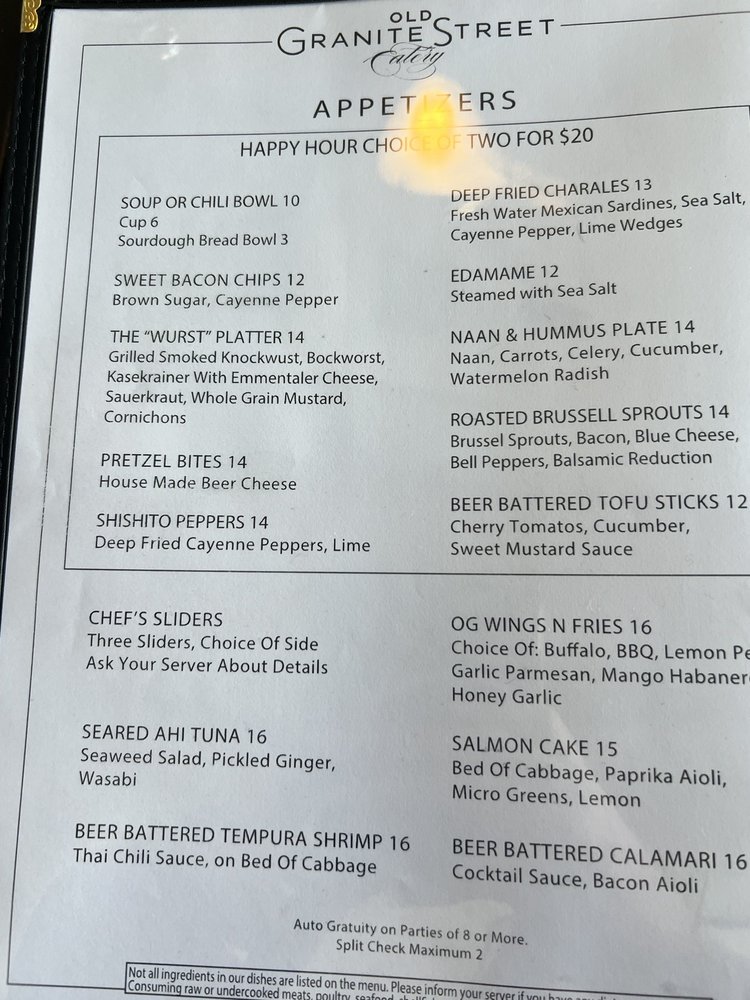 OLD
GRANITE STREET
Eatery
APPETIZERS
HAPPY HOUR CHOICE OF TWO FOR $20
SOUP OR CHILI BOWL 10
Cup 6
Sourdough Bread Bowl 3
SWEET BACON CHIPS 12
Brown Sugar, Cayenne Pepper
THE “WURST” PLATTER 14
Grilled Smoked Knockwust, Bockworst,
Kasekrainer With Emmentaler Cheese,
Sauerkraut, Whole Grain Mustard,
Cornichons
PRETZEL BITES 14
House Made Beer Cheese
SHISHITO PEPPERS 14
Deep Fried Cayenne Peppers, Lime
DEEP FRIED CHARALES 13
Fresh Water Mexican Sardines, Sea Salt,
Cayenne Pepper, Lime Wedges
EDAMAME 12
Steamed with Sea Salt
NAAN & HUMMUS PLATE 14
Naan, Carrots, Celery, Cucumber,
Watermelon Radish
ROASTED BRUSSELL SPROUTS 14
Brussel Sprouts, Bacon, Blue Cheese,
Bell Peppers, Balsamic Reduction
BEER BATTERED TOFU STICKS 12
Cherry Tomatos, Cucumber,
Sweet Mustard Sauce
CHEF'S SLIDERS
Three Sliders, Choice Of Side
Ask Your Server About Details
SEARED AHI TUNA 16
Seaweed Salad, Pickled Ginger,
Wasabi
BEER BATTERED TEMPURA SHRIMP 16
Thai Chili Sauce, on Bed Of Cabbage
OG WINGS N FRIES 16
Choice Of: Buffalo, BBQ, Lemon
Garlic Parmesan, Mango
Honey Garlic
SALMON CAKE 15
Bed Of Cabbage, Paprika Aioli,
Micro Greens, Lemon
BEER BATTERED CALAMARI 16
Cocktail Sauce, Bacon Aioli
Auto Gratuity on Parties of 8 or More.
Split Check Maximum 2
Not all ingredients in our dishes are listed on the menu. Please inform your server if you have
Consuming raw or undercooked meats, poultry, seafood,